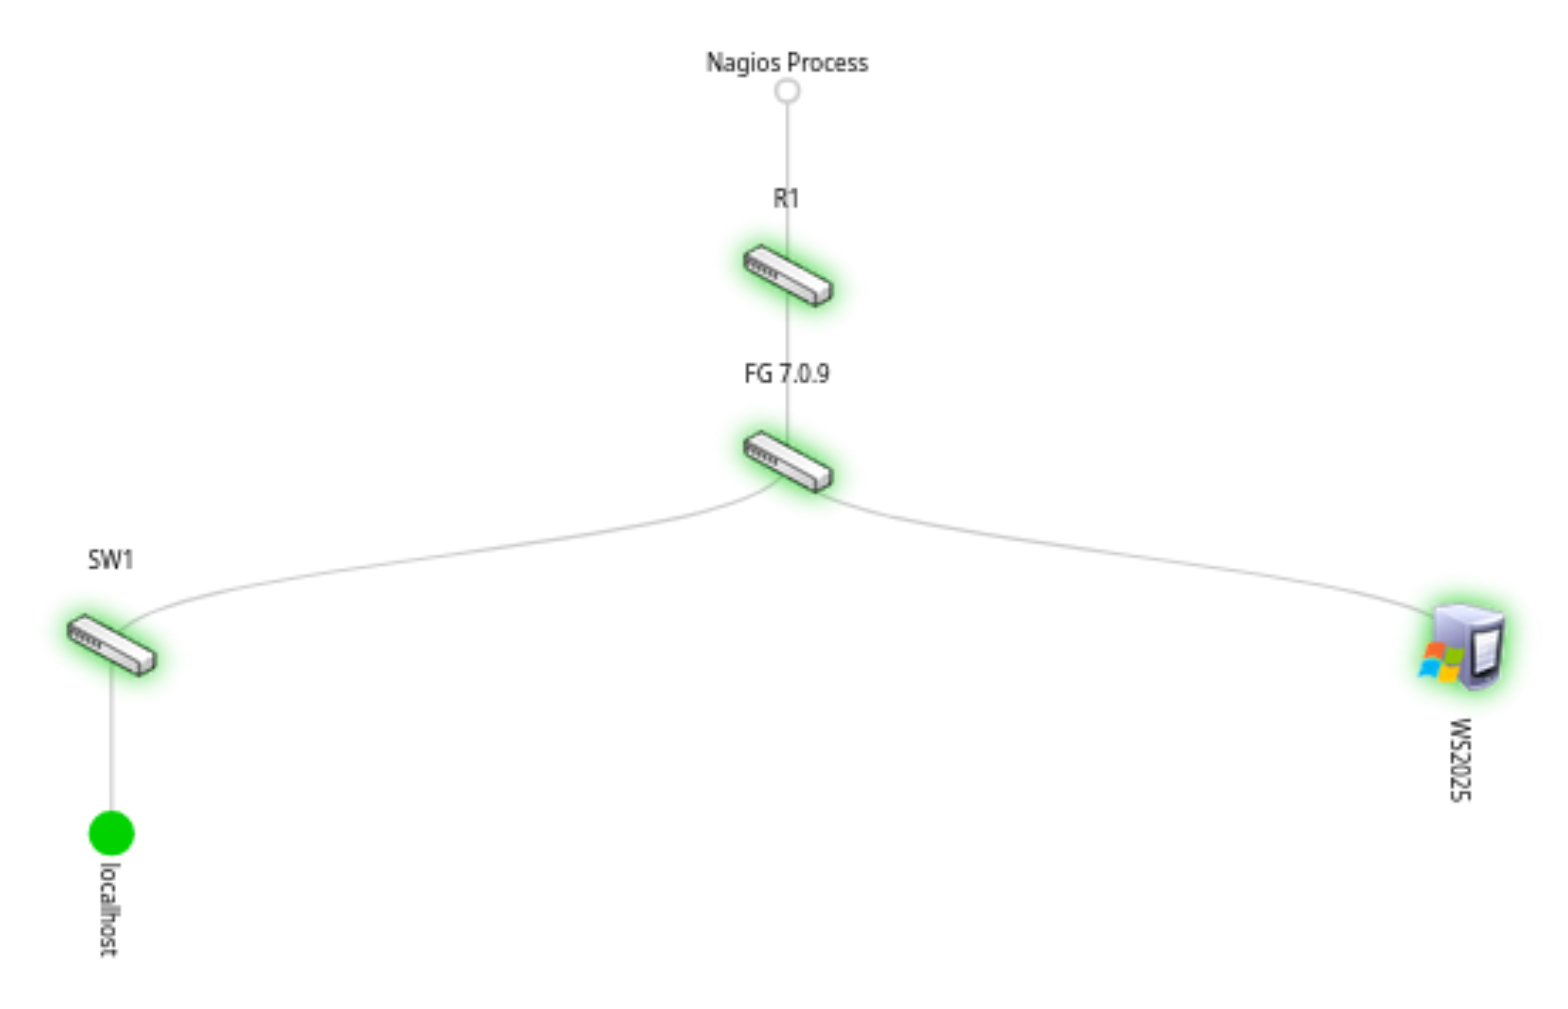 Nagios Process
R1
FG 7.0.9
SW1
WS2025
localhost